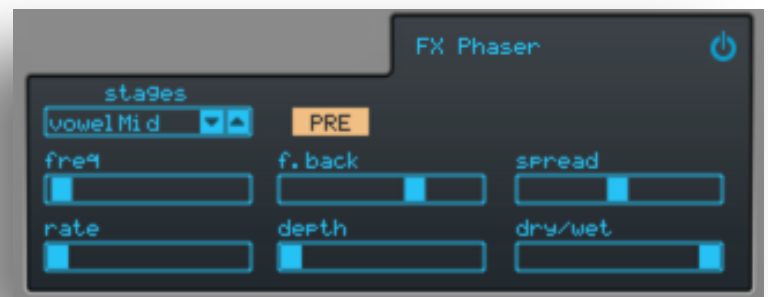 FX Phaser
stages
vowelMid
PRE
freq
f.back
spread
rate
depth
dry/wet